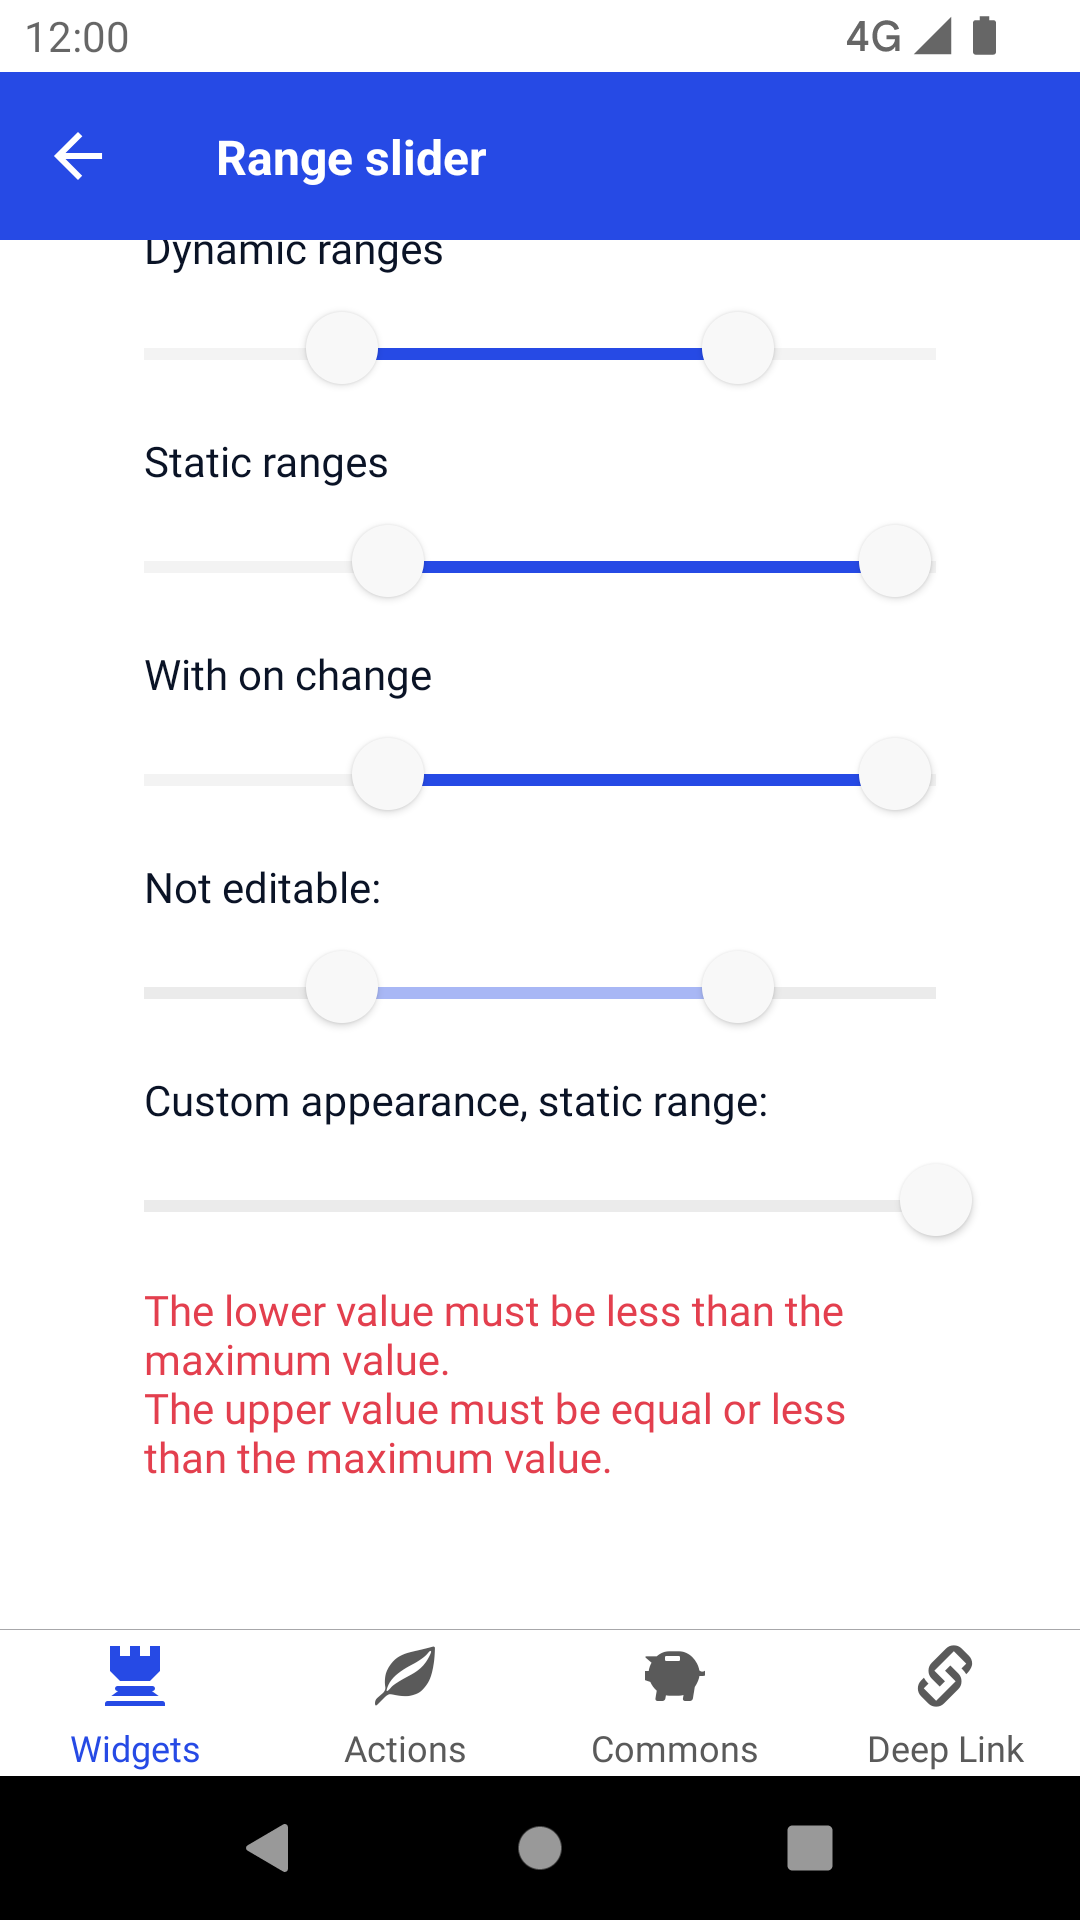 12:00
4G
Range slider
Dynamic ranges
Static ranges
With on change
Not editable:
Custom appearance, static range:
The lower value must be less than the
maximum value.
The upper value must be equal or less
than the maximum value.
Widgets
Actions
Commons
Deep Link